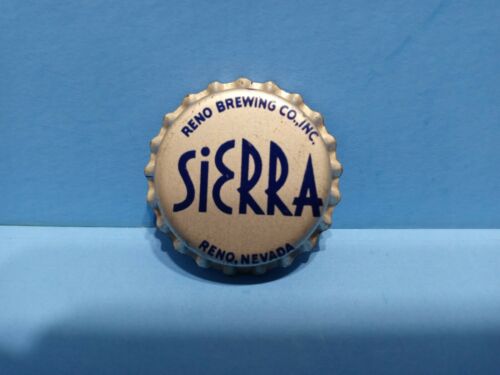 RENO BREWING CO., INC.
SiERRA
RENO, NEVADA